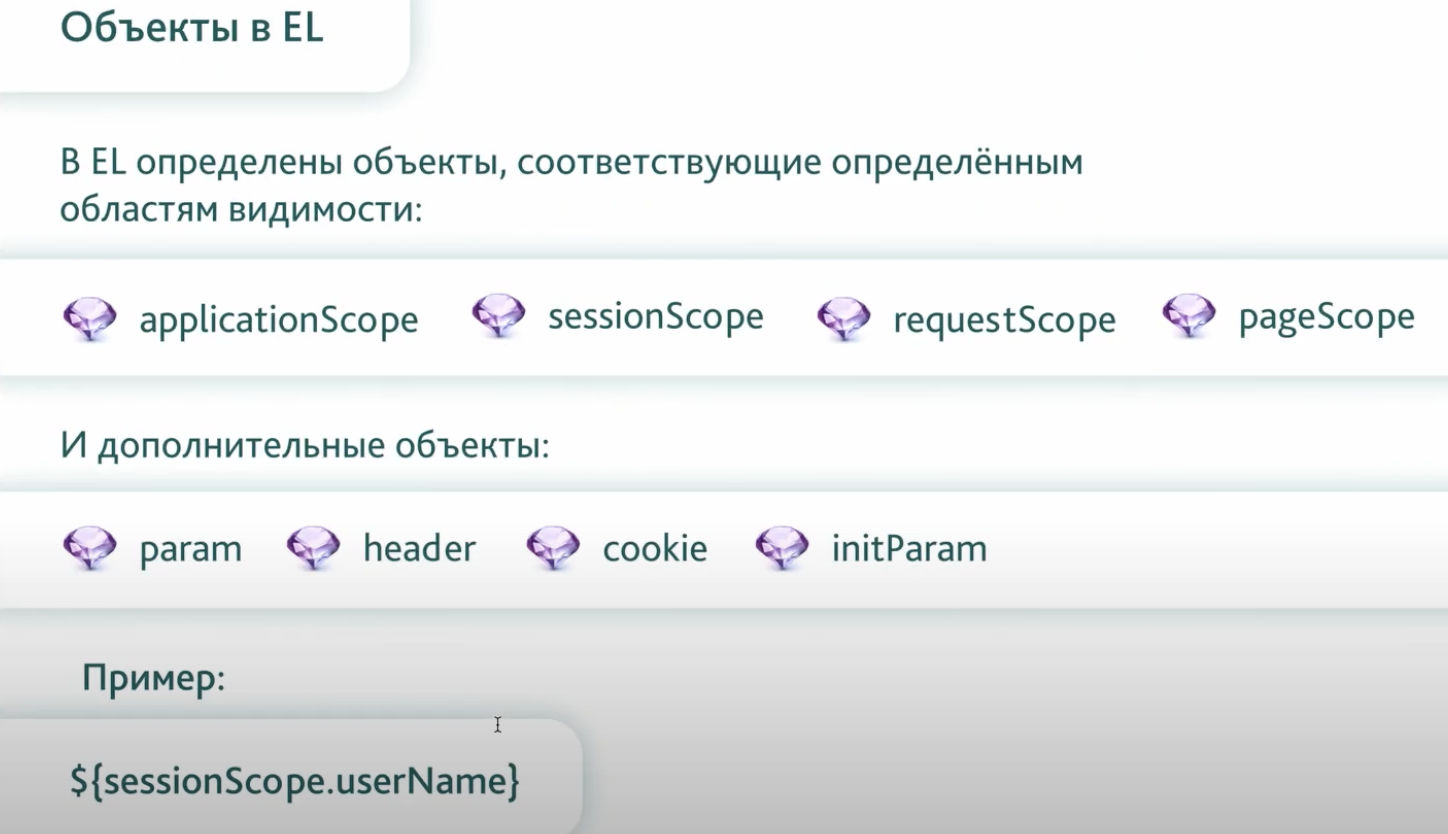 Объекты в EL
В EL определены объекты, соответствующие определённым
областям видимости:
applicationScope sessionScope requestScope pageScope
И дополнительные объекты:
param header cookie initParam
Пример:
${sessionScope.userName}